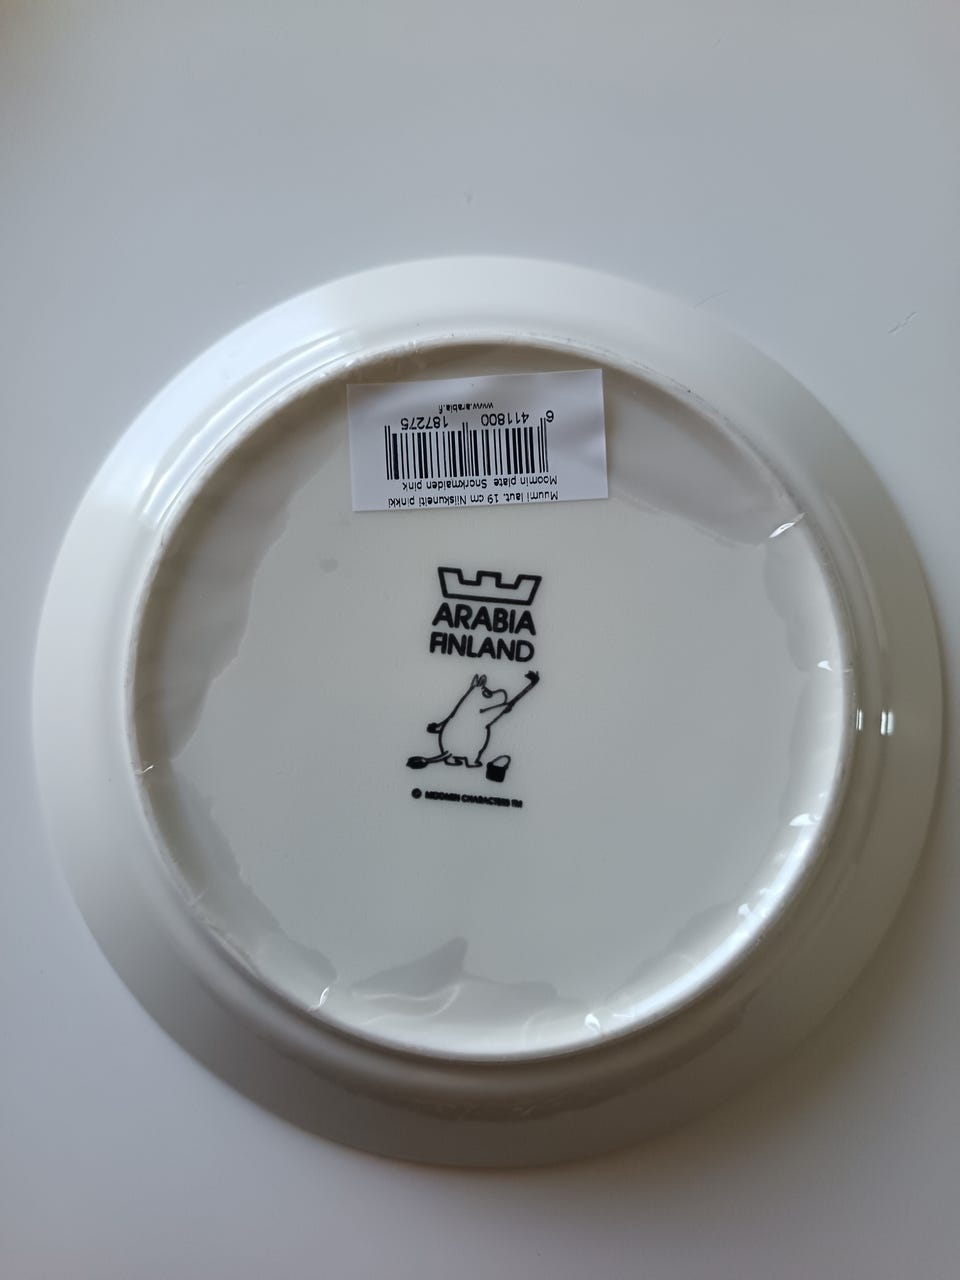 Muumi laut. 19 cm Niiskuneiti pinkki
Moomin plate Snorkmaiden pink
6 411800 187275
www.arabia.fi
ARABIA
FINLAND
© MOOMIN CHARACTERS TM